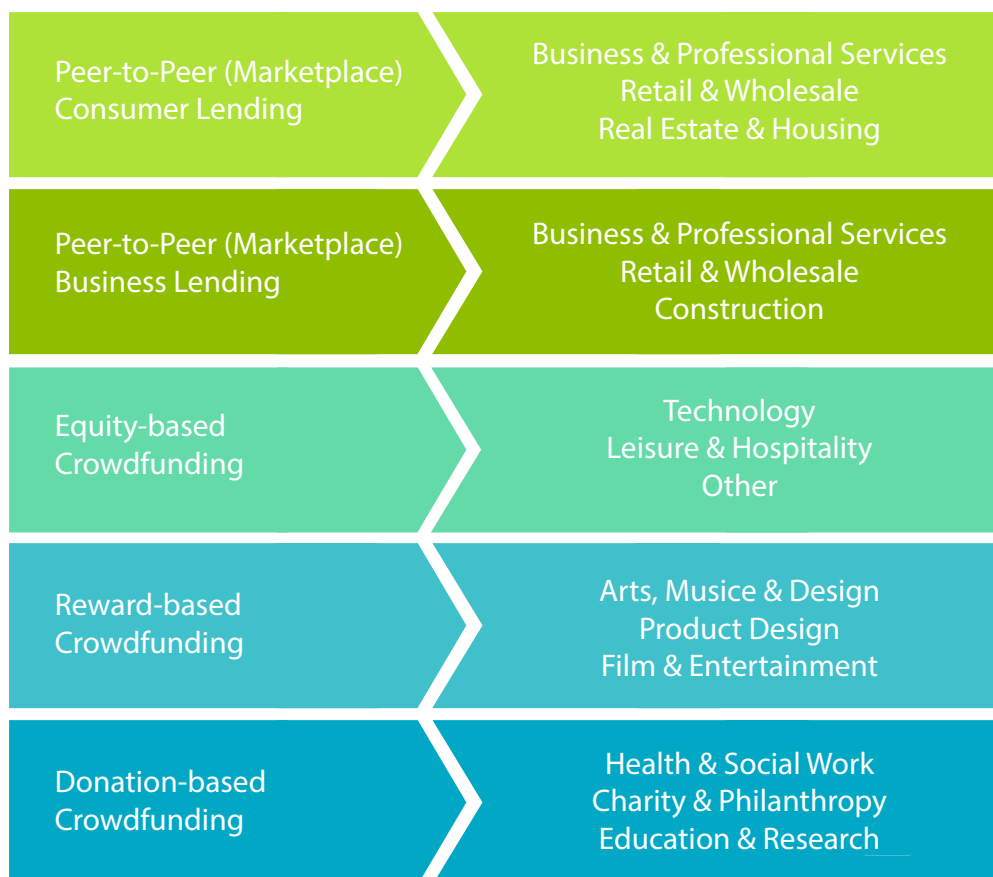 Peer-to-Peer (Marketplace)
Consumer Lending
Business & Professional Services
Retail & Wholesale
Real Estate & Housing
Peer-to-Peer (Marketplace)
Business Lending
Business & Professional Services
Retail & Wholesale
Construction
Equity-based
Crowdfunding
Technology
Leisure & Hospitality
Other
Reward-based
Crowdfunding
Arts, Musice & Design
Product Design
Film & Entertainment
Donation-based
Crowdfunding
Health & Social Work
Charity & Philanthropy
Education & Research